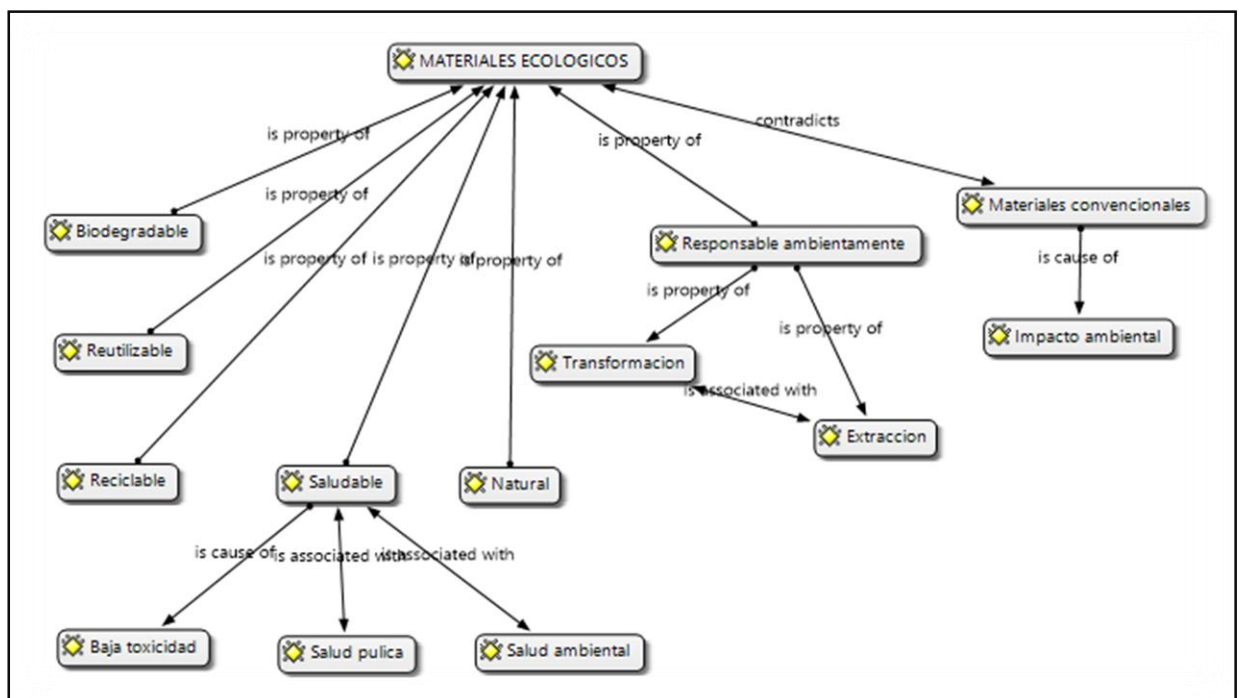 MATERIALES ECOLOGICOS
contradicts
is property of
is property of
is property of
Materiales convencionales
Biodegradable
Responsable ambientamente
is property of
is property of
is property of
is cause of
is property of
is property of
Reutilizable
Transformacion
Impacto ambiental
is associated with
Extraccion
Reciclable
Saludable
Natural
is cause of
is associated with
is associated with
Baja toxicidad
Salud pulica
Salud ambiental